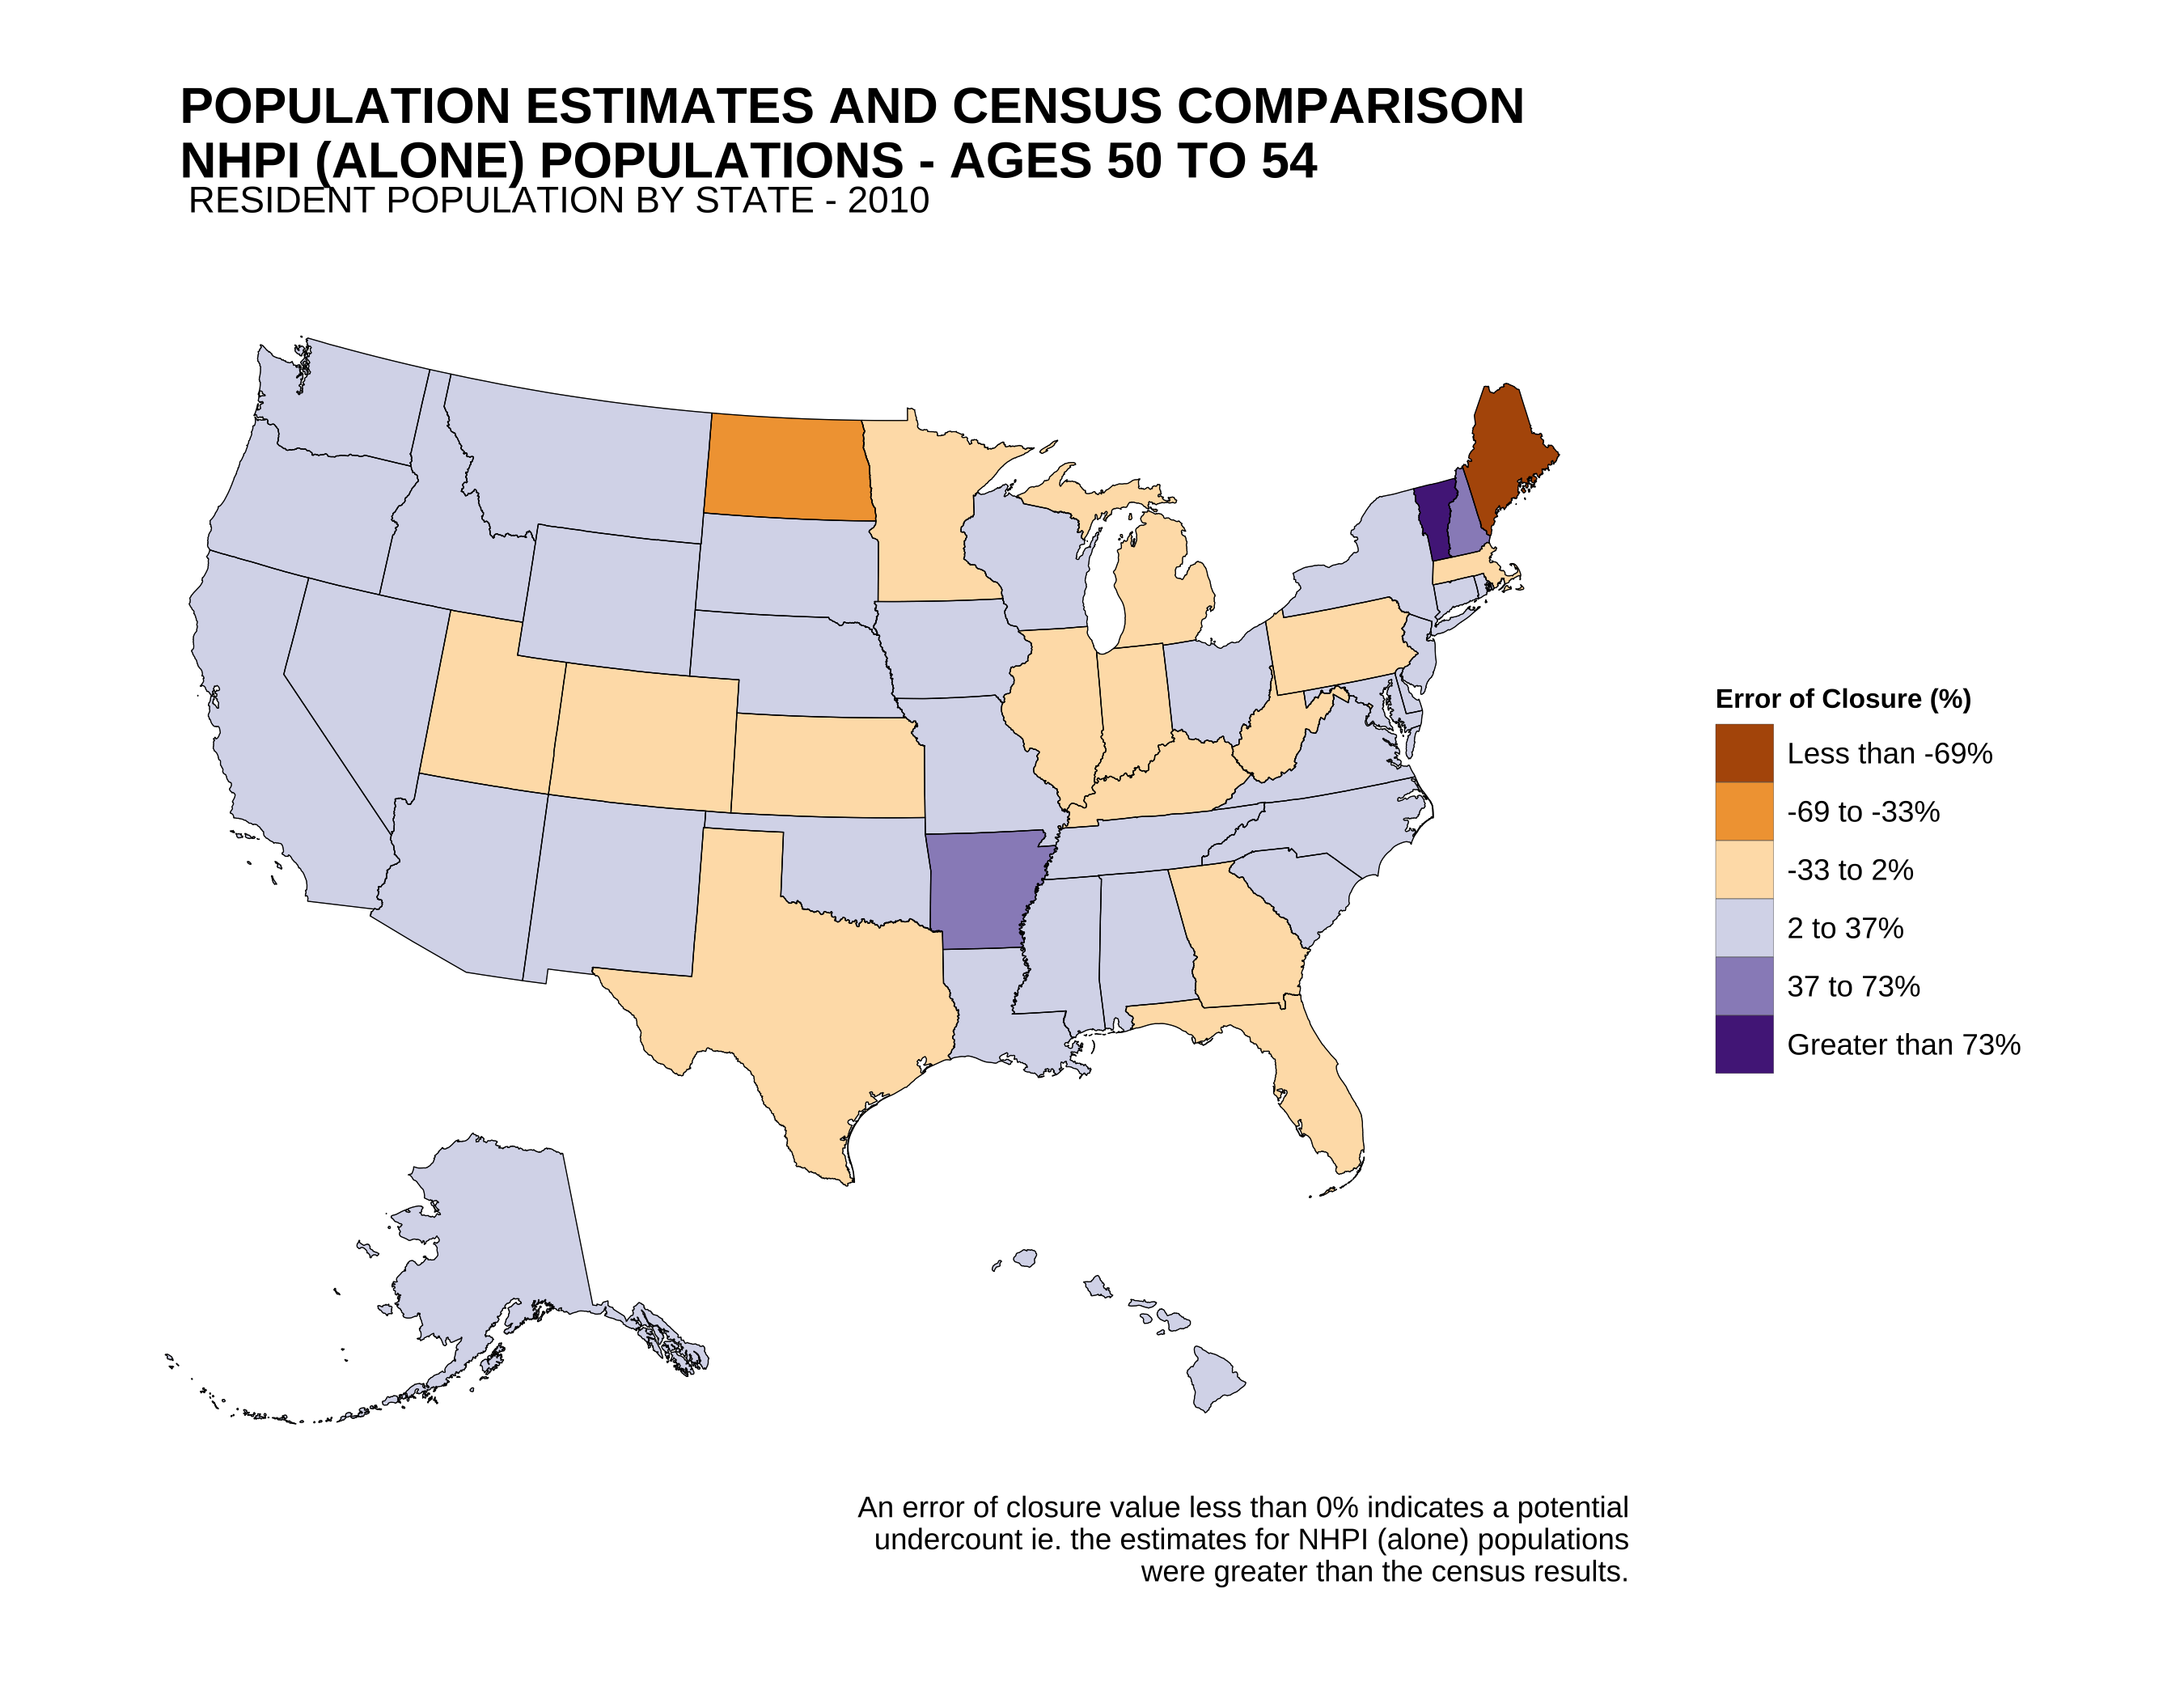 POPULATION ESTIMATES AND CENSUS COMPARISON
NHPI (ALONE) POPULATIONS - AGES 50 TO 54
RESIDENT POPULATION BY STATE - 2010
Error of Closure (%)
Less than -69%
-69 to -33%
-33 to 2%
2 to 37%
37 to 73%
Greater than 73%
An error of closure value less than 0% indicates a potential
undercount ie. the estimates for NHPI (alone) populations
were greater than the census results.